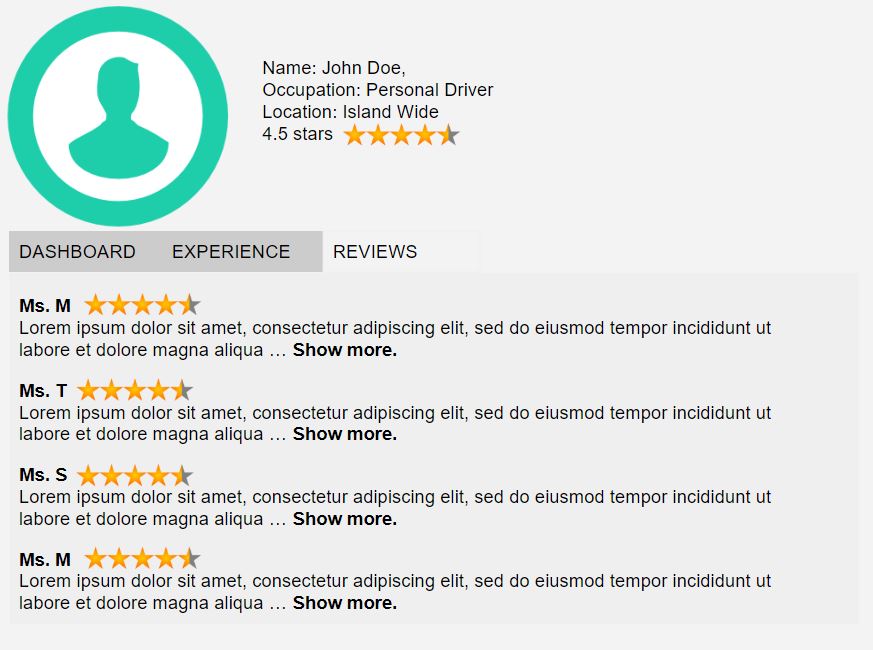 Name: John Doe,
Occupation: Personal Driver
Location: Island Wide
4.5 stars
DASHBOARD EXPERIENCE REVIEWS
Ms. M
Lorem ipsum dolor sit amet, consectetur adipiscing elit, sed do eiusmod tempor incididunt ut
labore et dolore magna aliqua … Show more.
Ms. T
Lorem ipsum dolor sit amet, consectetur adipiscing elit, sed do eiusmod tempor incididunt ut
labore et dolore magna aliqua … Show more.
Ms. S
Lorem ipsum dolor sit amet, consectetur adipiscing elit, sed do eiusmod tempor incididunt ut
labore et dolore magna aliqua … Show more.
Ms. M
Lorem ipsum dolor sit amet, consectetur adipiscing elit, sed do eiusmod tempor incididunt ut
labore et dolore magna aliqua … Show more.